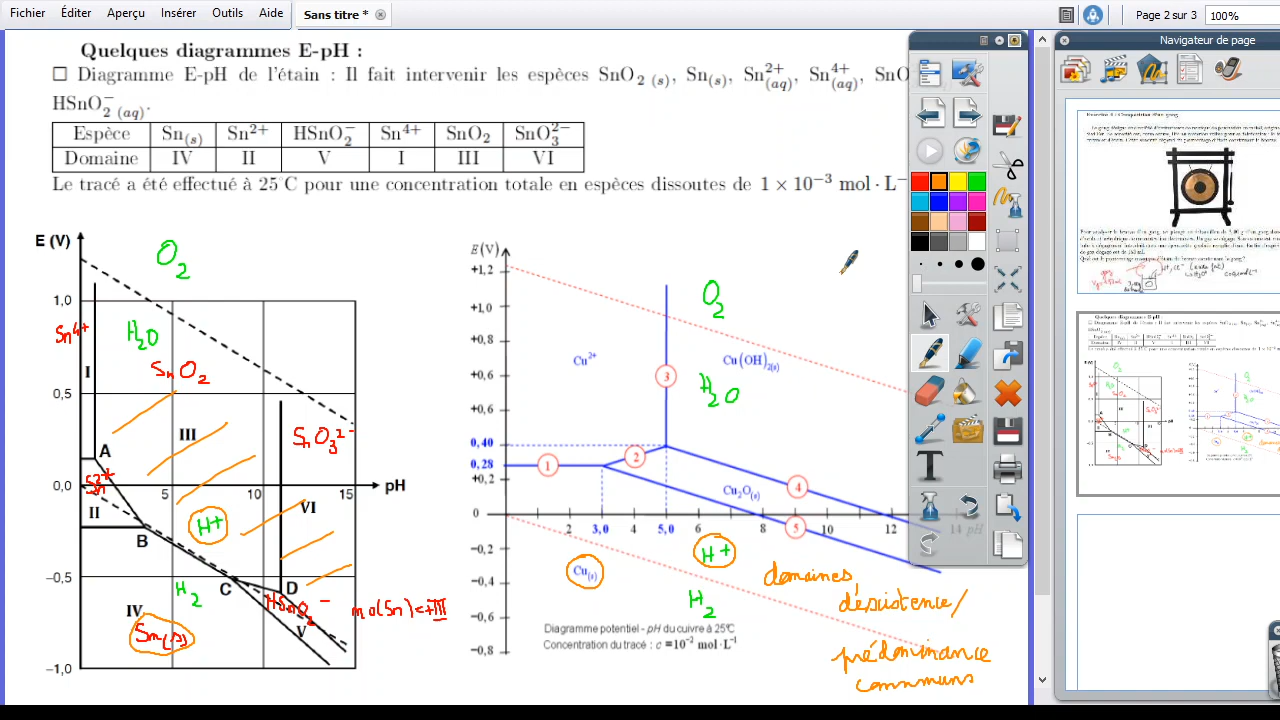 Fichier Éditer Aperçu Insérer Outils Aide Sans titre * Page 2 sur 3 100%
Navigateur de page
Quelques diagrammes E-pH :
☐ Diagramme E-pH de l'étain : Il fait intervenir les espèces SnO₂ (s), Sn(s), Sn²⁺(aq), Sn⁴⁺(aq), SnO
HSnO₂⁻ (aq).
Espèce Sn(s) Sn²⁺ HSnO₂⁻ Sn⁴⁺ SnO₂ SnO₃²⁻
Domaine IV II V I III VI
Le tracé a été effectué à 25 C pour une concentration totale en espèces dissoutes de 1 × 10⁻³ mol · L⁻
E (V)
O₂
1,0
Sn⁴⁺
H₂O
SnO₂
I
0,5
III
SnO₃²⁻
A
Sn²⁺
0,0 5 10 15 pH
II
H+
VI
B
−0,5
H₂
C D
IV
HSnO₂⁻ no(Sn)=+III
Sn(s)
V
−1,0
E (V)
+1,2
O₂
+1,0
+0,8
Cu²⁺ Cu(OH)₂(s)
+0,6 3 H₂O
+0,4
0,40
2
0,28 1
+0,2 Cu₂O(s) 4
0 2 3,0 4 5,0 6 8 10 12 14 pH
5
−0,2
H+
Cu(s)
−0,4
domaines
H₂
d'existence/
−0,6
−0,8
Diagramme potentiel - pH du cuivre à 25°C
Concentration du tracé : c = 10⁻² mol·L⁻¹
prédominance
communs